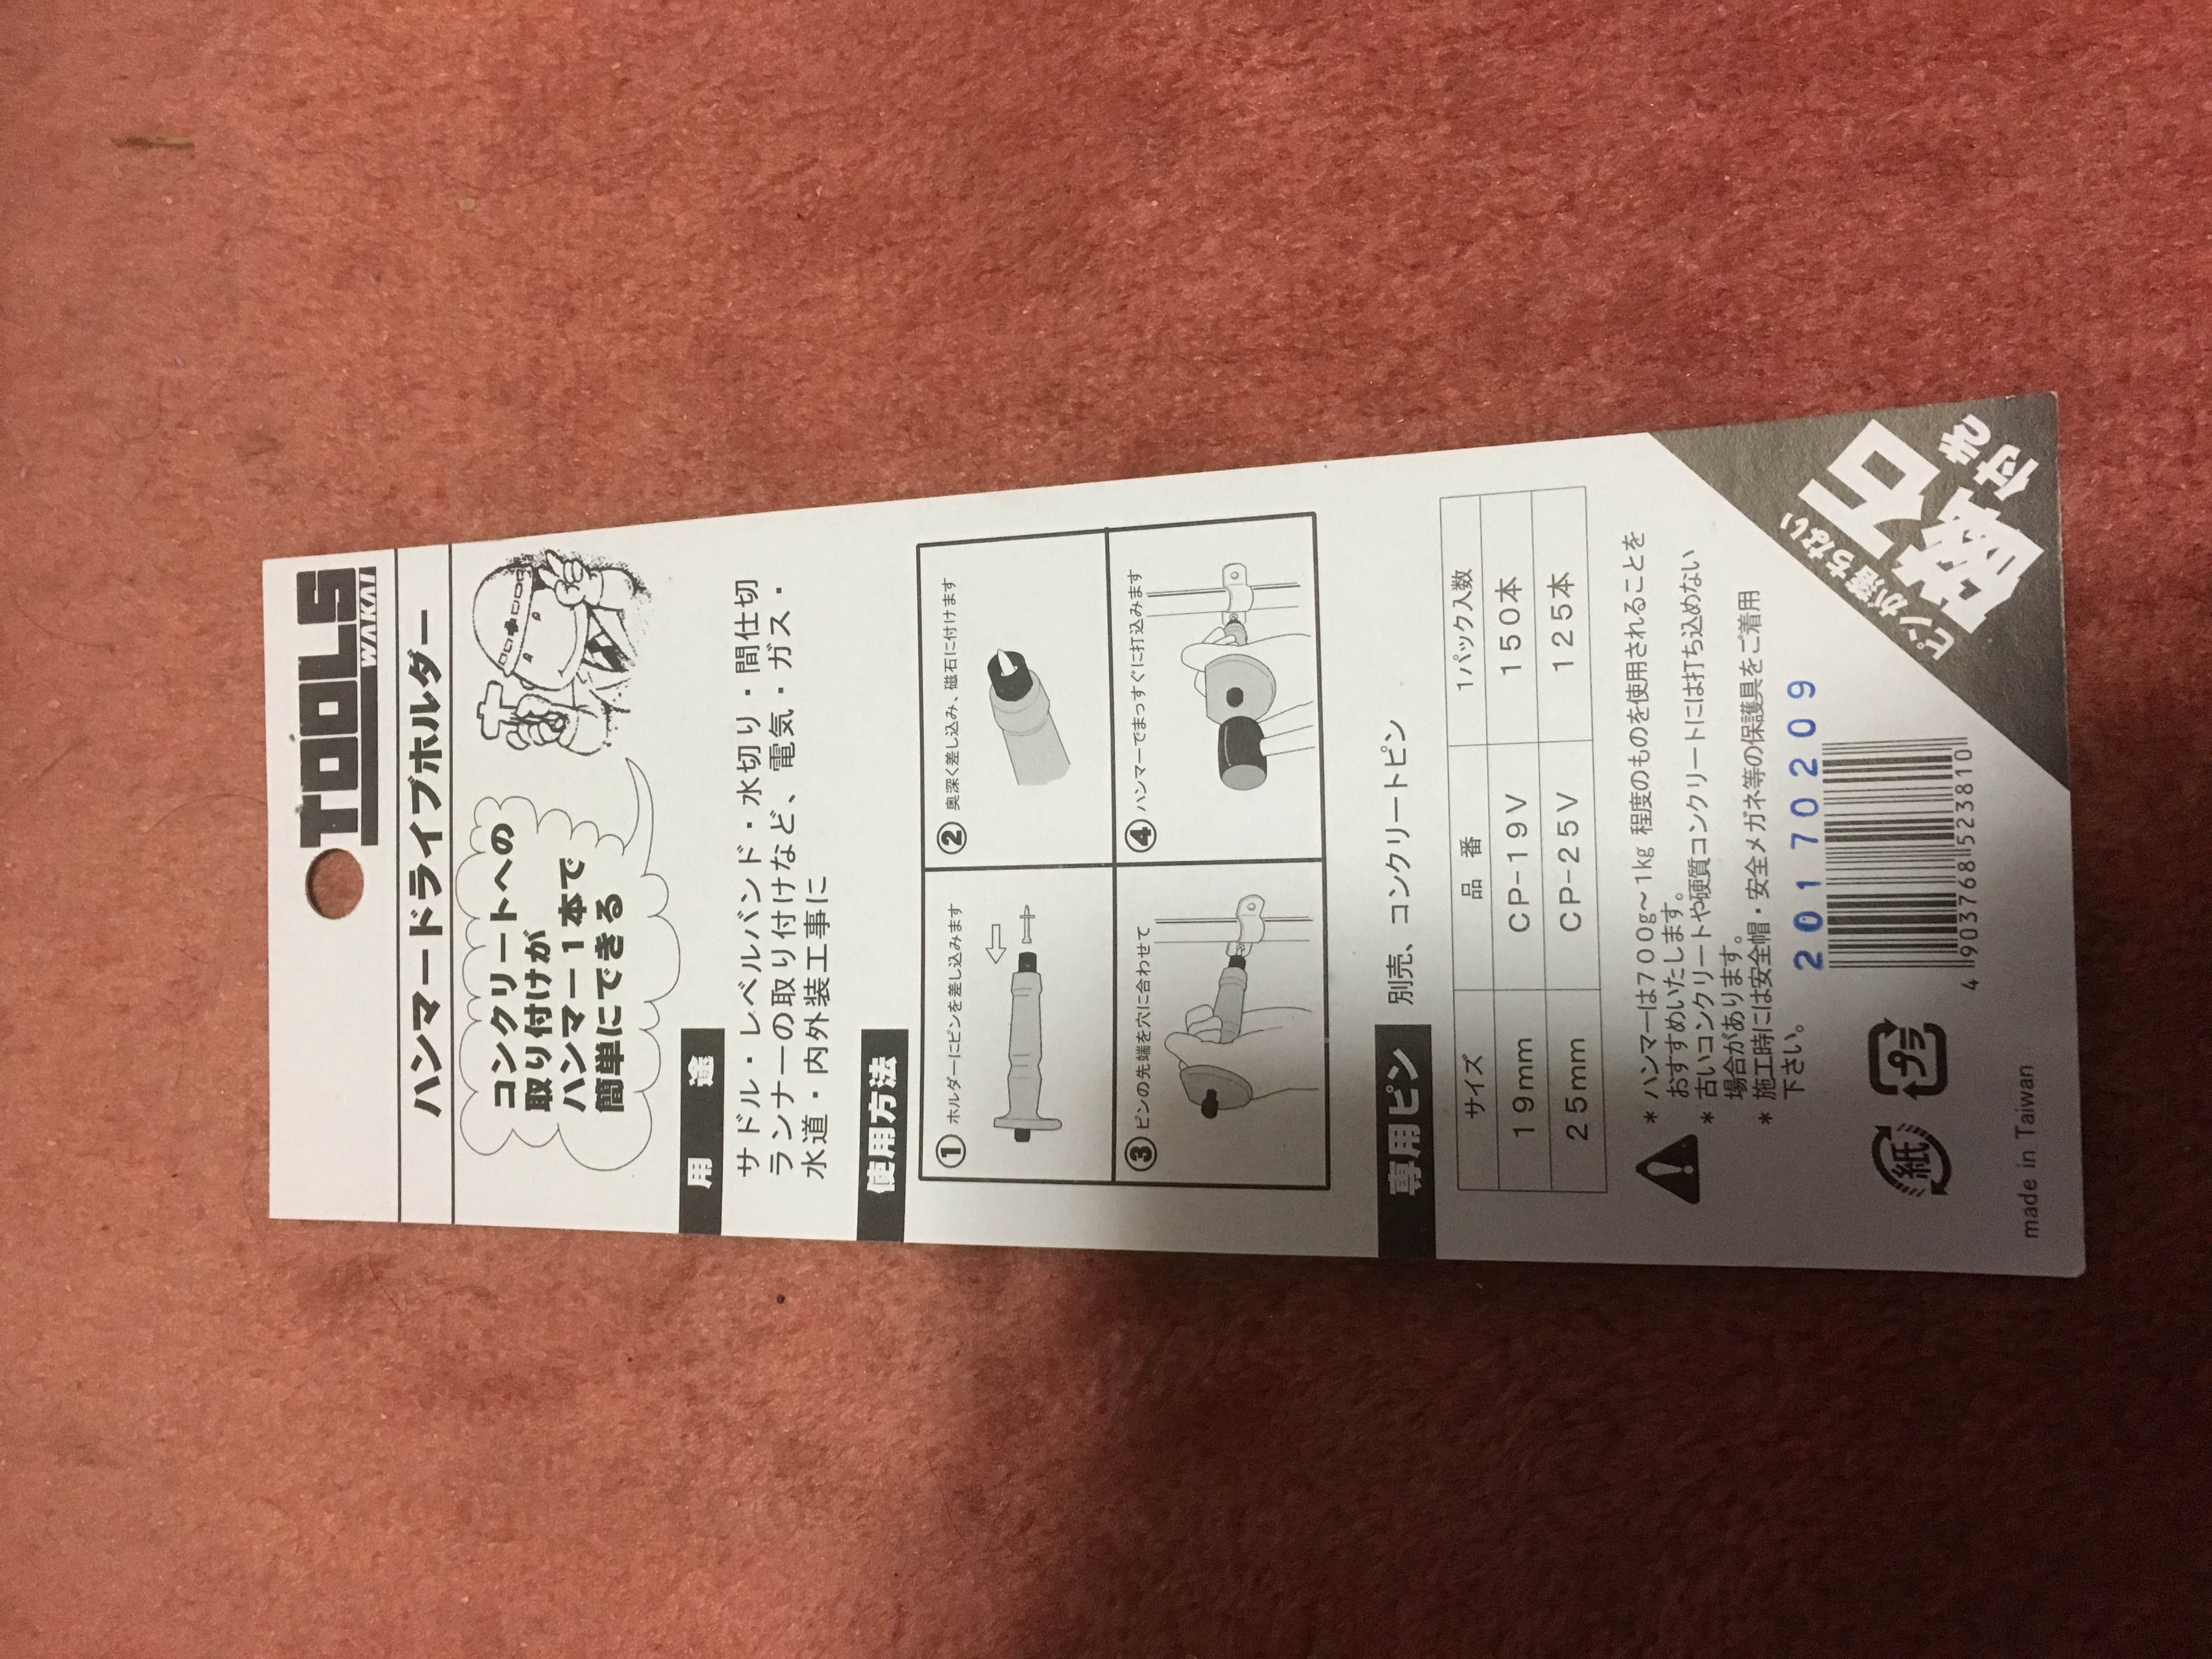 TOOLS
WAKAI
ハンマードライブホルダー
コンクリートへの
取り付けが
ハンマー1本で
簡単にできる
用 途
サドル・レベルバンド・水切り・間仕切
ランナーの取り付けなど、電気・ガス・
水道・内外装工事に
使用方法
① ホルダーにピンを差し込みます
② 奥深く差し込み、磁石に付けます
③ ピンの先端を穴に合わせて
④ ハンマーでまっすぐに打込みます
専用ピン 別売、コンクリートピン
サイズ 品 番 1パック入数
19mm CP-19V 150本
25mm CP-25V 125本
* ハンマーは700g〜1kg 程度のものを使用されることを
おすすめいたします。
* 古いコンクリートや硬質コンクリートには打ち込めない
場合があります。
* 施工時には安全帽・安全メガネ等の保護具をご着用
下さい。
20170209
紙
プラ
4 903768 523810
made in Taiwan
ピンが落ちない
磁石
付き